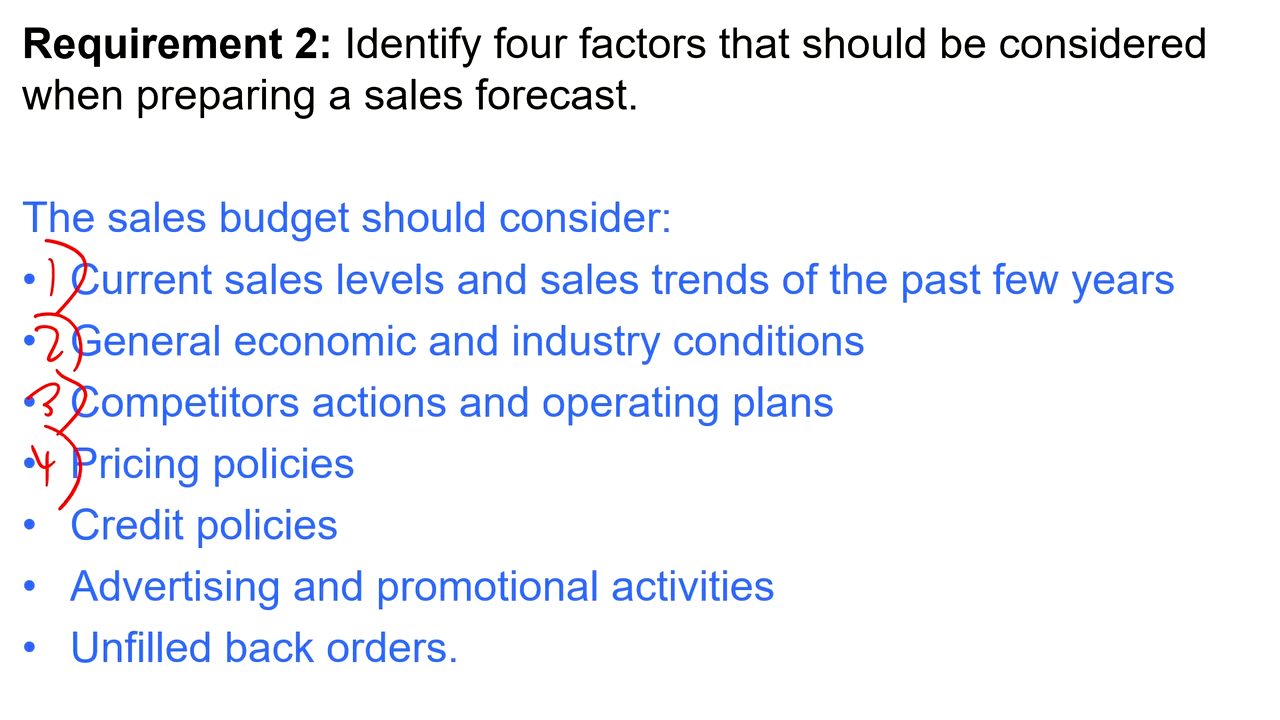 Requirement 2: Identify four factors that should be considered
when preparing a sales forecast.
The sales budget should consider:
• 1) Current sales levels and sales trends of the past few years
• 2) General economic and industry conditions
• 3) Competitors actions and operating plans
• 4) Pricing policies
• Credit policies
• Advertising and promotional activities
• Unfilled back orders.